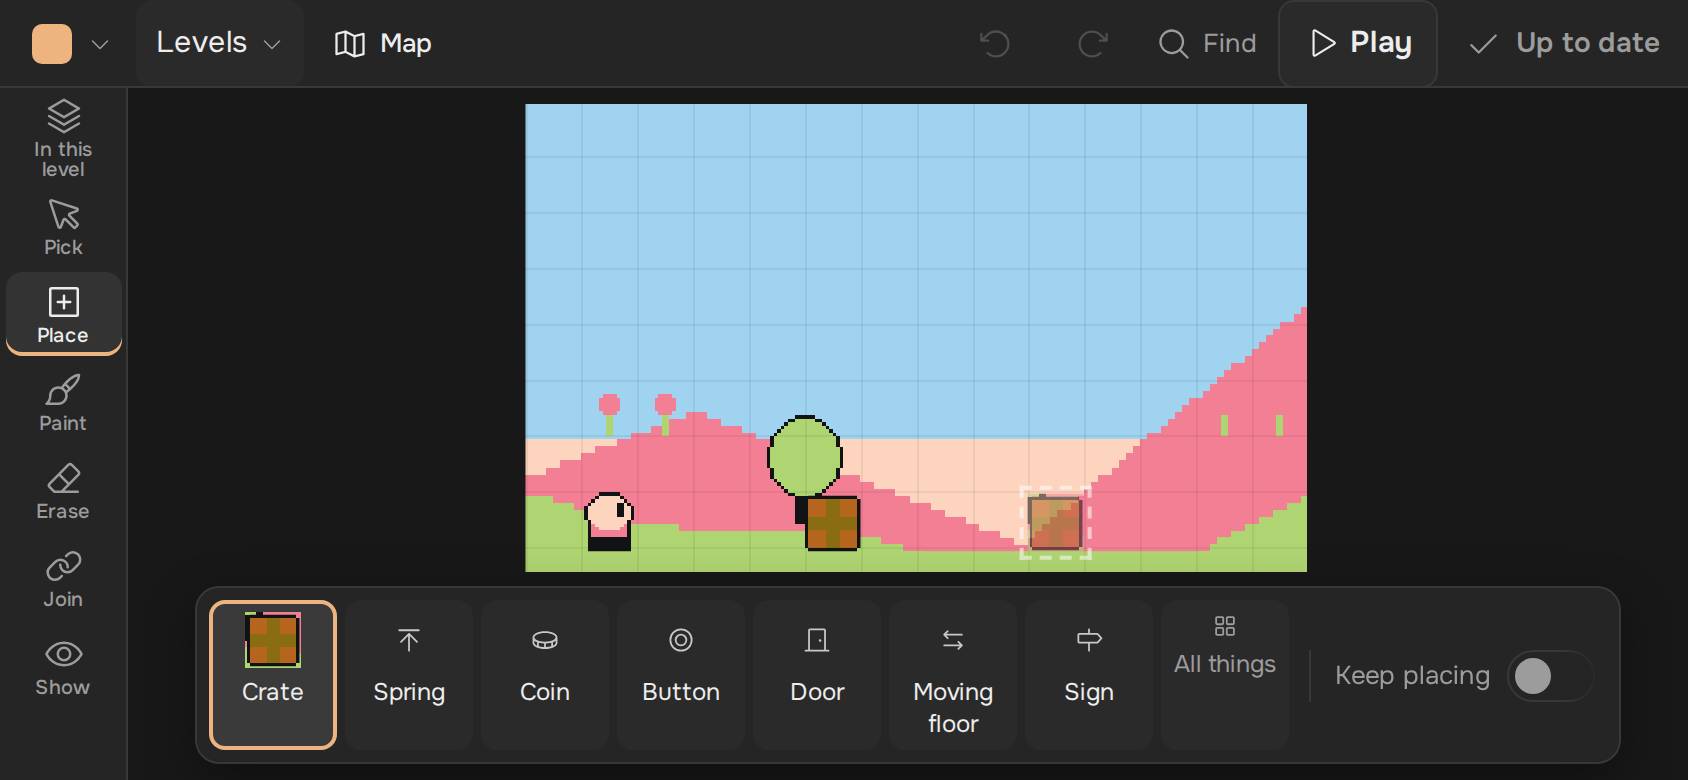 Levels
Map
Find
Play
Up to date
In this
level
Pick
Place
Paint
Erase
Join
Show
Crate
Spring
Coin
Button
Door
Moving
floor
Sign
All things
Keep placing